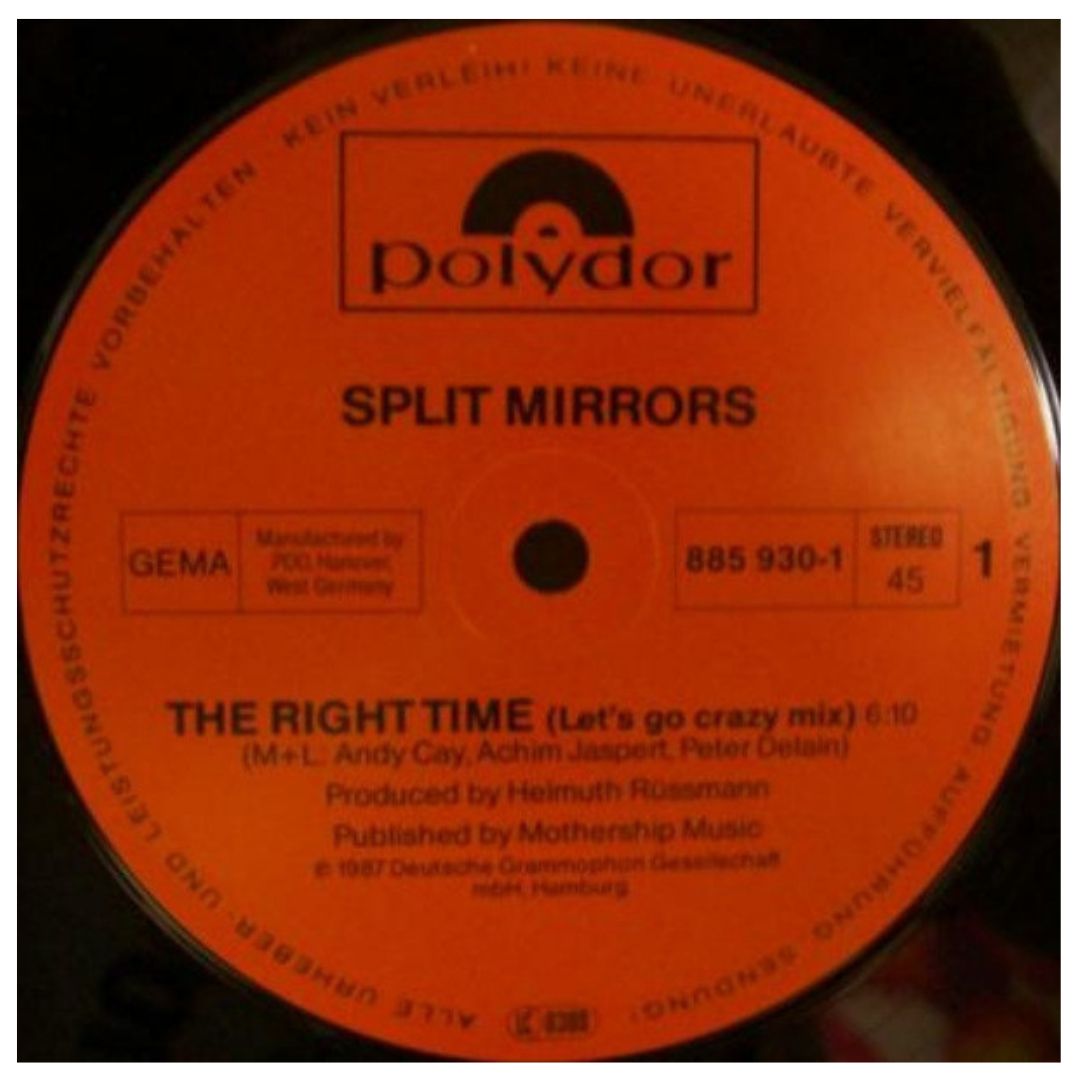 ALLE URHEBER- UND LEISTUNGSSCHUTZRECHTE VORBEHALTEN · KEIN VERLEIH! KEINE UNERLAUBTE VERVIELFÄLTIGUNG, VERMIETUNG, AUFFÜHRUNG, SENDUNG!
polydor
SPLIT MIRRORS
GEMA
Manufactured by
PDO, Hanover,
West Germany
885 930-1
STEREO
45
1
THE RIGHT TIME (Let's go crazy mix) 6:10
(M+L: Andy Cay, Achim Jaspert, Peter Delain)
Produced by Helmuth Rüssmann
Published by Mothership Music
℗ 1987 Deutsche Grammophon Gesellschaft
mbH, Hamburg
LC 0309